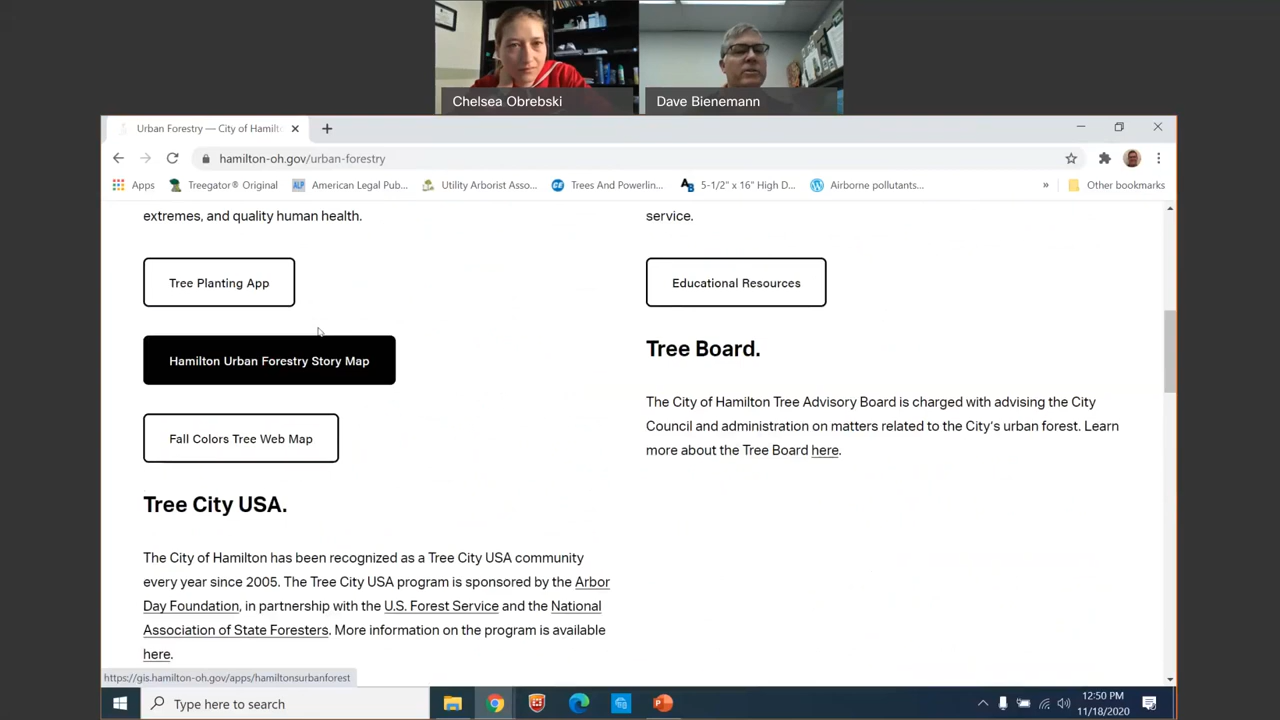 Chelsea Obrebski
Dave Bienemann
Urban Forestry — City of Hamilt
hamilton-oh.gov/urban-forestry
Apps
Treegator® Original
ALP
American Legal Pub...
Utility Arborist Asso...
Trees And Powerlin...
5-1/2" x 16" High D...
Airborne pollutants...
»
Other bookmarks
extremes, and quality human health.
service.
Tree Planting App
Educational Resources
Hamilton Urban Forestry Story Map
Tree Board.
Fall Colors Tree Web Map
The City of Hamilton Tree Advisory Board is charged with advising the City
Council and administration on matters related to the City's urban forest. Learn
more about the Tree Board here.
Tree City USA.
The City of Hamilton has been recognized as a Tree City USA community
every year since 2005. The Tree City USA program is sponsored by the Arbor
Day Foundation, in partnership with the U.S. Forest Service and the National
Association of State Foresters. More information on the program is available
here.
https://gis.hamilton-oh.gov/apps/hamiltonsurbanforest
Type here to search
12:50 PM
11/18/2020